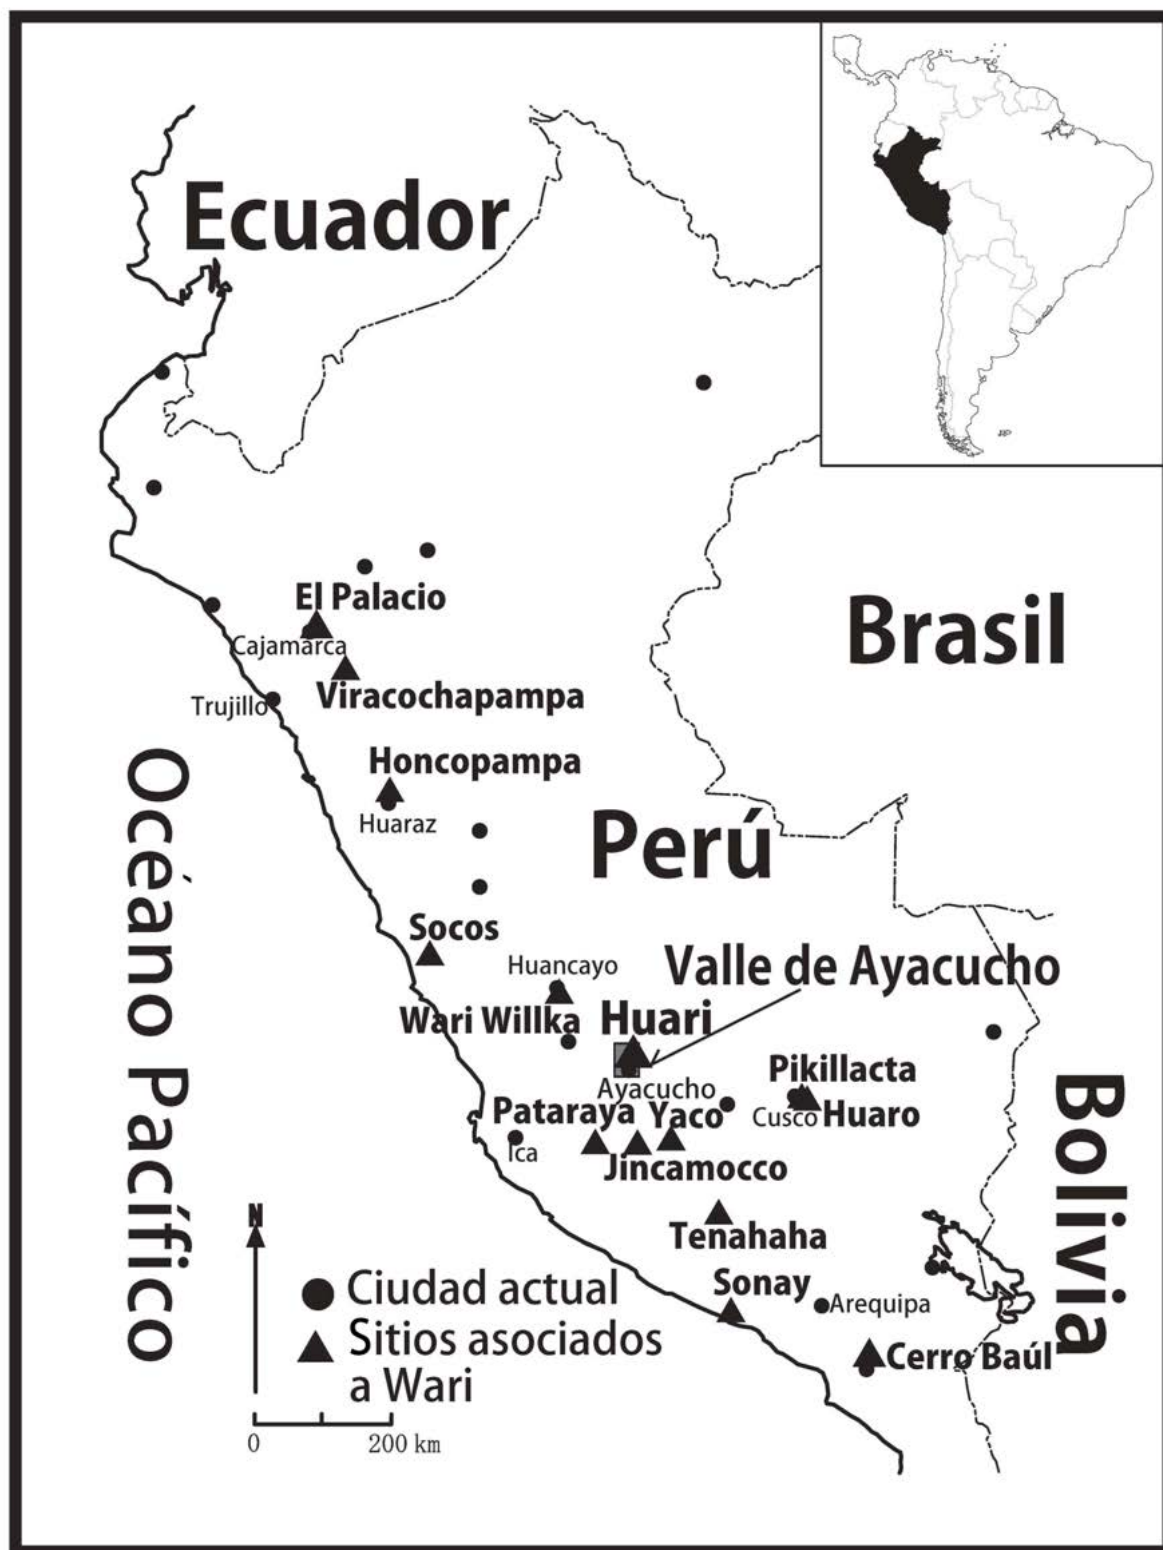 Ecuador
El Palacio
Cajamarca
Viracochapampa
Trujillo
Brasil
Honcopampa
Huaraz
Perú
Océano Pacífico
Socos
Huancayo
Valle de Ayacucho
Wari Willka
Huari
Ayacucho
Pikillacta
Cusco
Huaro
Pataraya
Yaco
Ica
Jincamocco
Bolivia
Tenahaha
Sonay
Arequipa
Cerro Baúl
N
Ciudad actual
Sitios asociados
a Wari
0 200 km